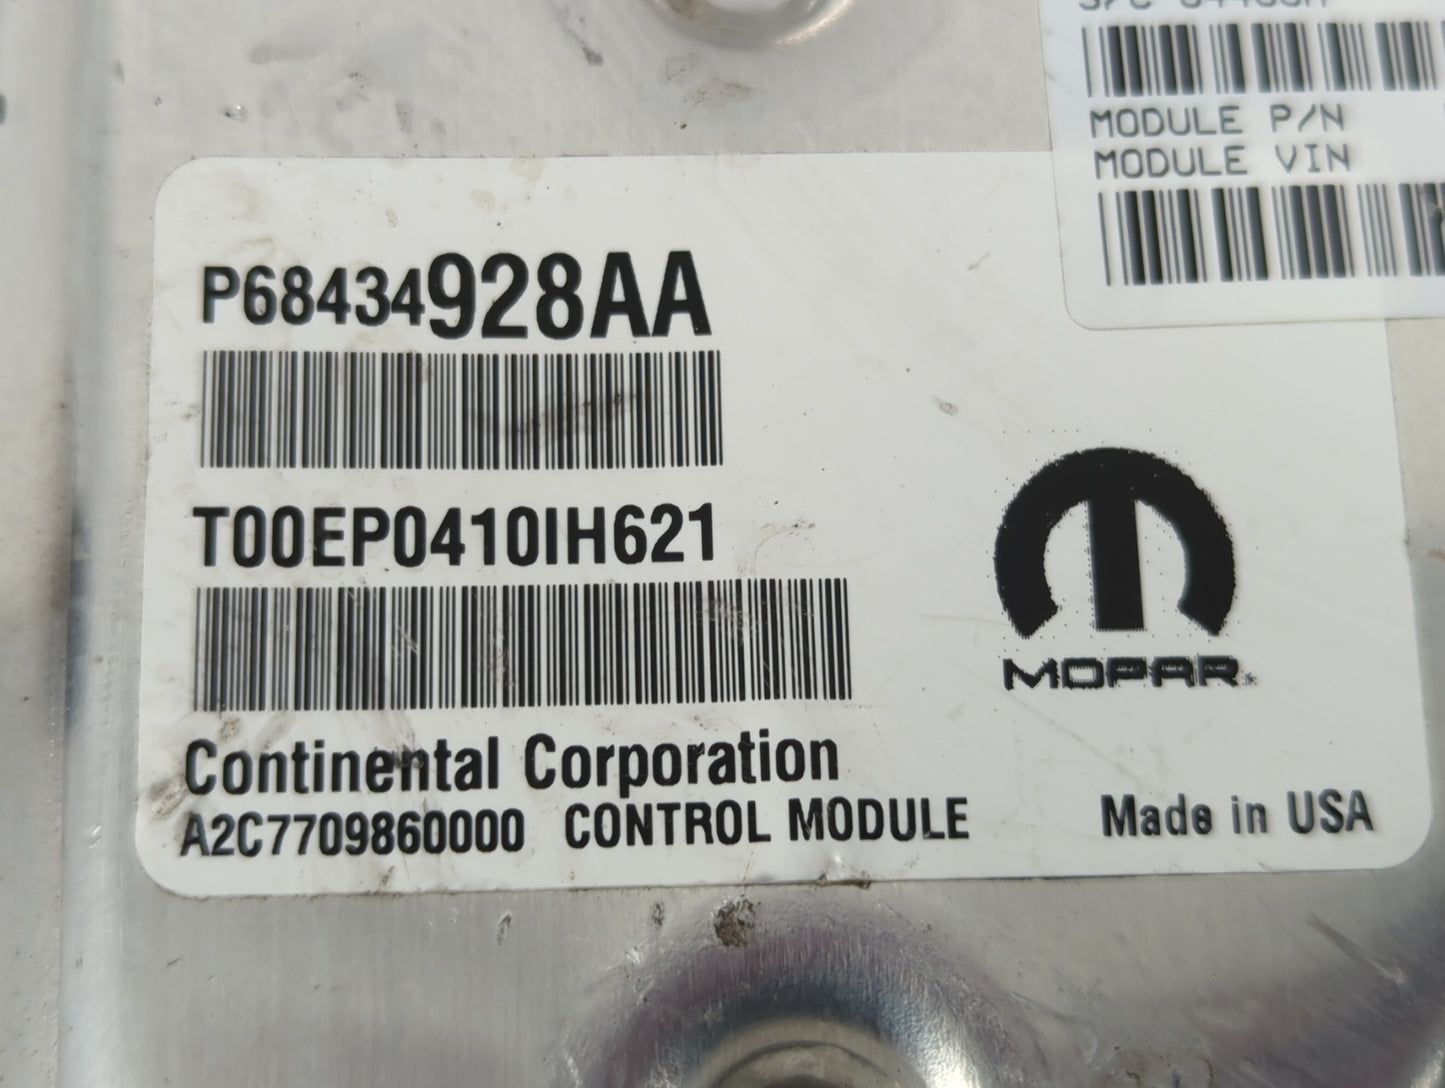 MODULE P/N
MODULE VIN
P68434928AA
T00EP0410IH621
MOPAR
Continental Corporation
A2C7709860000 CONTROL MODULE
Made in USA